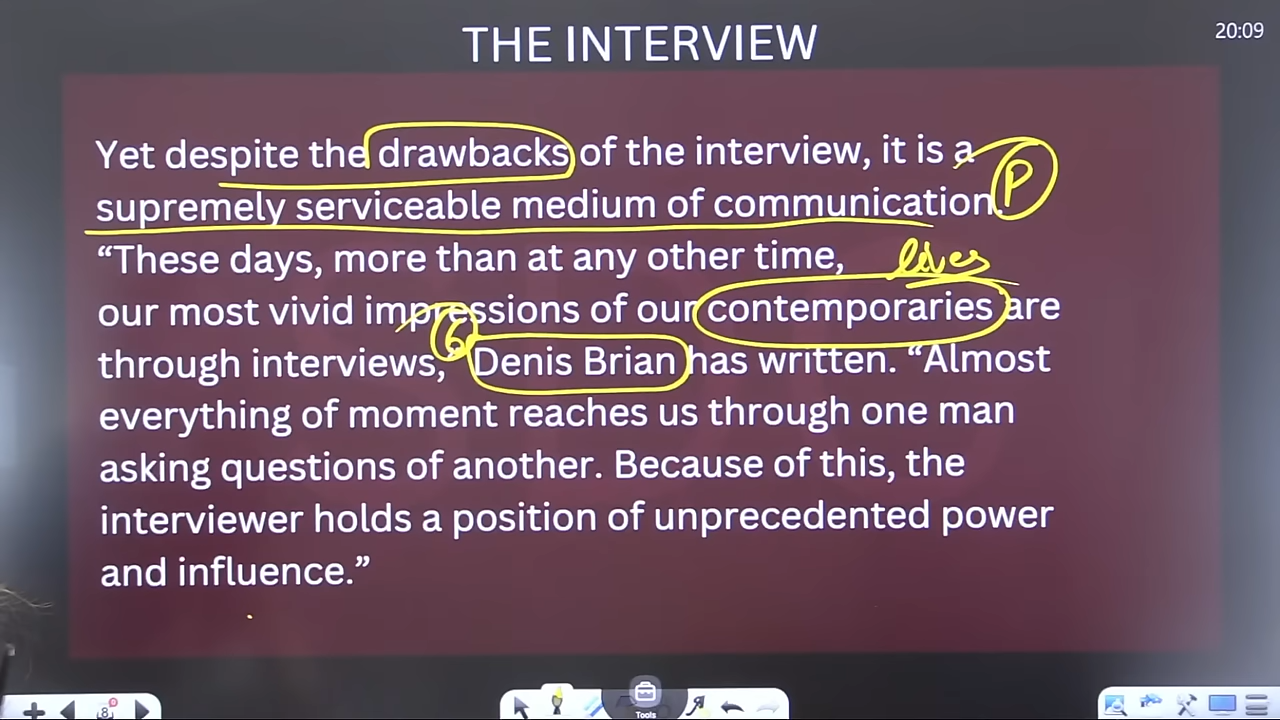 THE INTERVIEW
20:09
Yet despite the drawbacks of the interview, it is a
supremely serviceable medium of communication.
P
“These days, more than at any other time,
lives
our most vivid impressions of our contemporaries are
6
through interviews,” Denis Brian has written. “Almost
everything of moment reaches us through one man
asking questions of another. Because of this, the
interviewer holds a position of unprecedented power
and influence.”
8
Tools